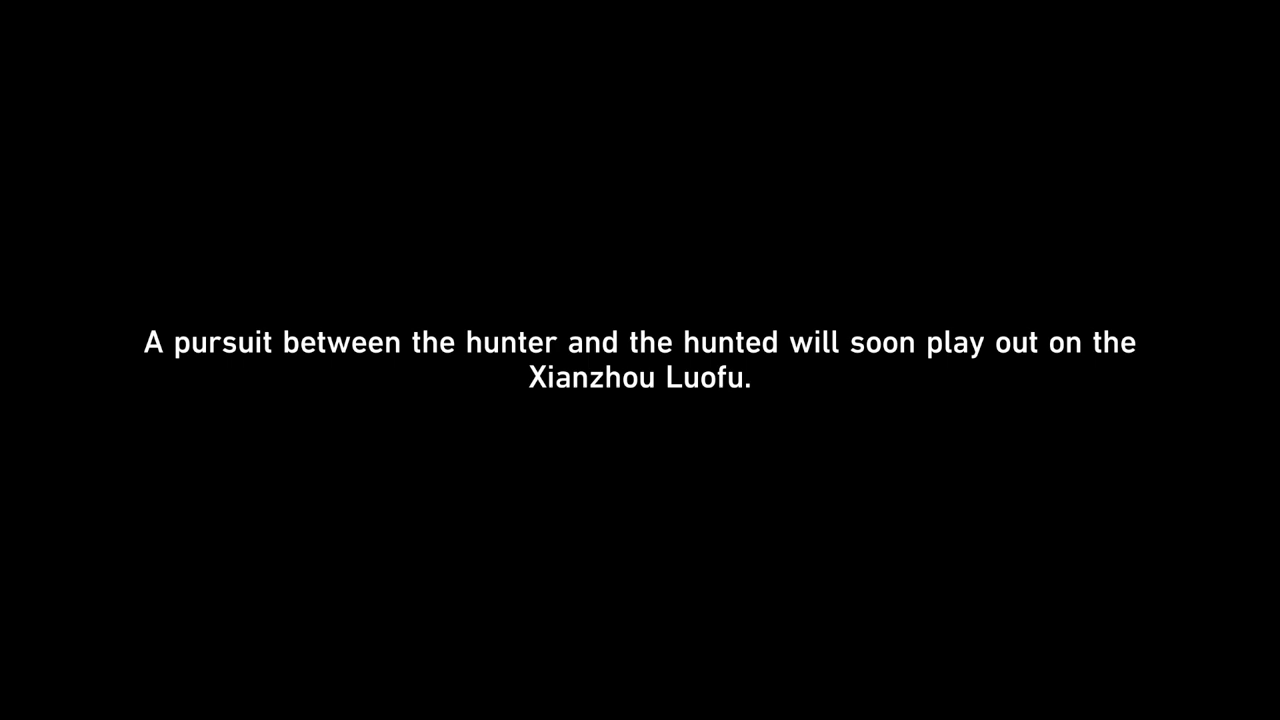 A pursuit between the hunter and the hunted will soon play out on the
Xianzhou Luofu.